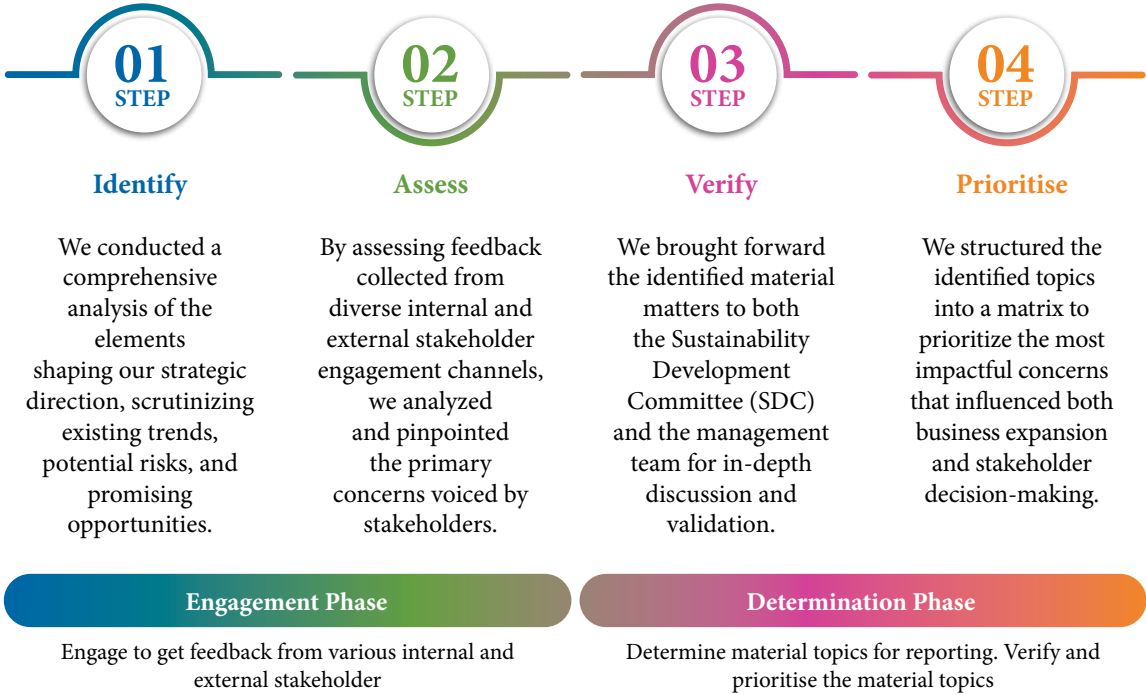 01
STEP
Identify
We conducted a
comprehensive
analysis of the
elements
shaping our strategic
direction, scrutinizing
existing trends,
potential risks, and
promising
opportunities.
02
STEP
Assess
By assessing feedback
collected from
diverse internal and
external stakeholder
engagement channels,
we analyzed
and pinpointed
the primary
concerns voiced by
stakeholders.
03
STEP
Verify
We brought forward
the identified material
matters to both
the Sustainability
Development
Committee (SDC)
and the management
team for in-depth
discussion and
validation.
04
STEP
Prioritise
We structured the
identified topics
into a matrix to
prioritize the most
impactful concerns
that influenced both
business expansion
and stakeholder
decision-making.
Engagement Phase
Engage to get feedback from various internal and
external stakeholder
Determination Phase
Determine material topics for reporting. Verify and
prioritise the material topics